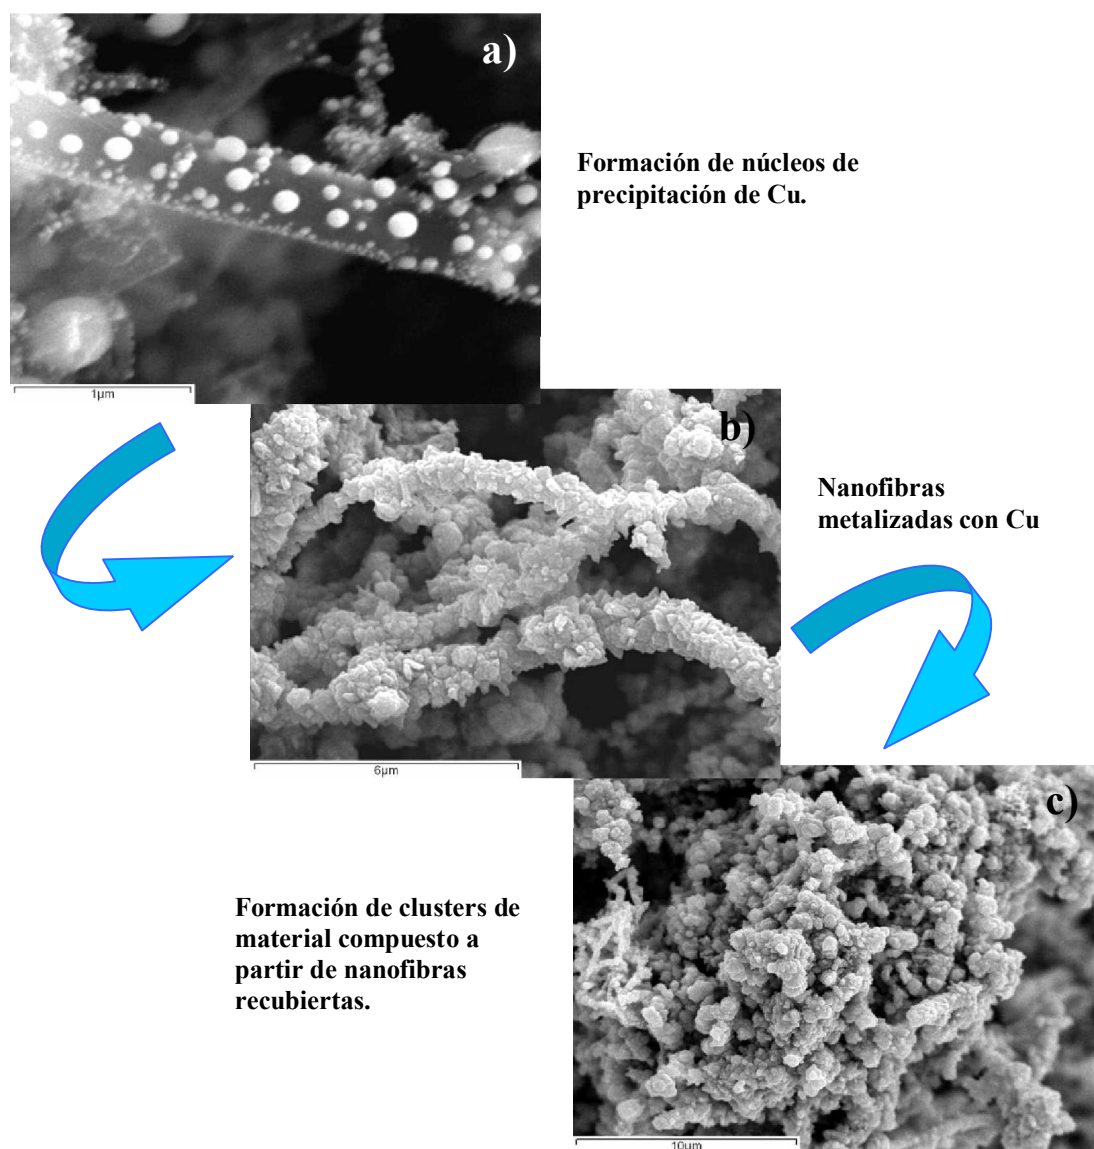 a)
Formación de núcleos de
precipitación de Cu.
1μm
b)
Nanofibras
metalizadas con Cu
6μm
c)
Formación de clusters de
material compuesto a
partir de nanofibras
recubiertas.
10μm